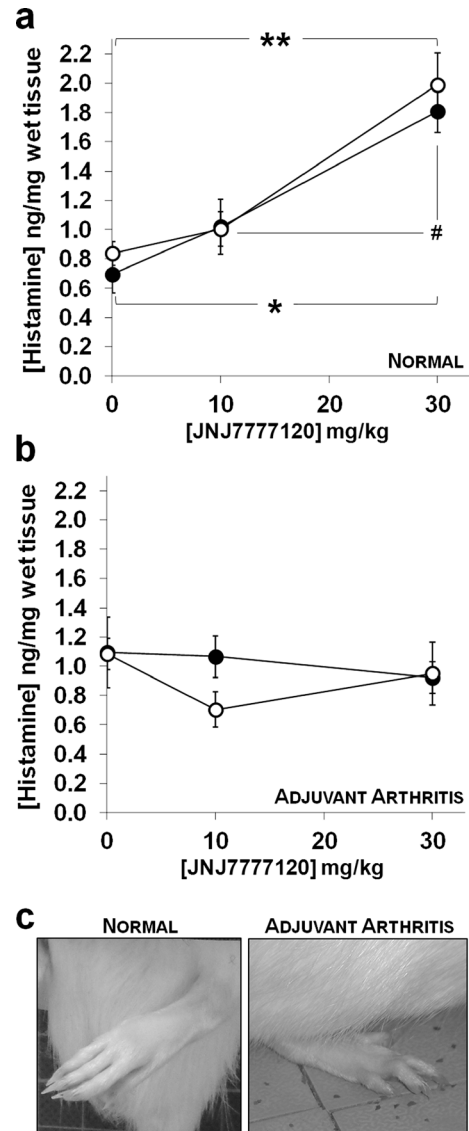 a
[Histamine] ng/mg wet tissue
2.2
2.0
1.8
1.6
1.4
1.2
1.0
0.8
0.6
0.4
0.2
0.0
**
#
*
NORMAL
0 10 20 30
[JNJ7777120] mg/kg
b
[Histamine] ng/mg wet tissue
2.2
2.0
1.8
1.6
1.4
1.2
1.0
0.8
0.6
0.4
0.2
0.0
ADJUVANT ARTHRITIS
0 10 20 30
[JNJ7777120] mg/kg
c
NORMAL ADJUVANT ARTHRITIS